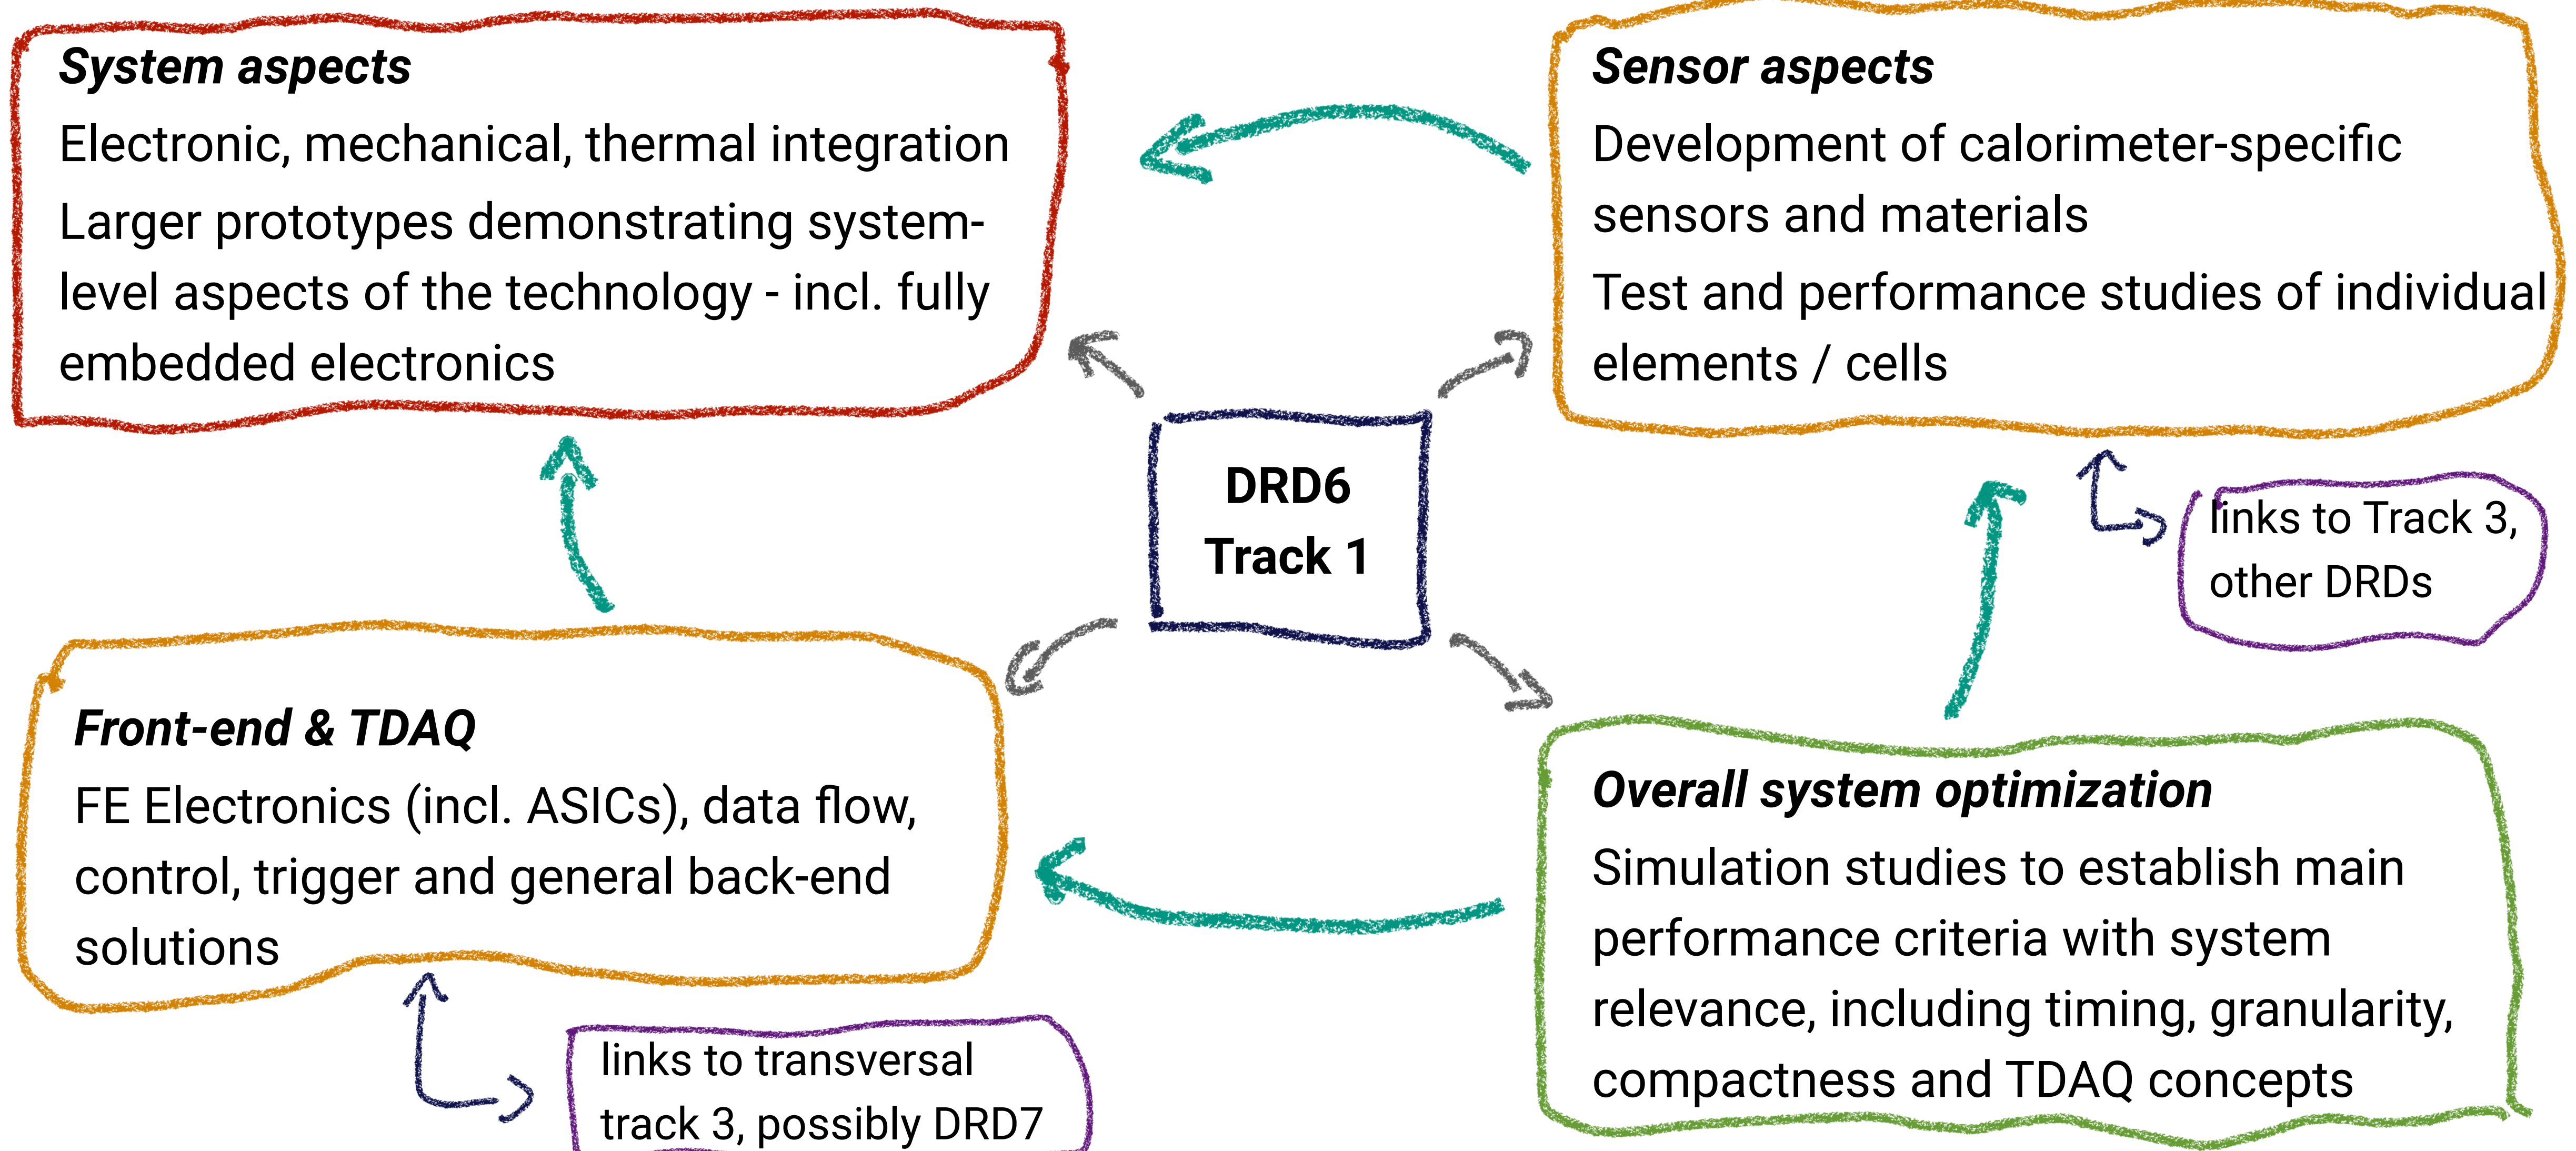 System aspects
Electronic, mechanical, thermal integration
Larger prototypes demonstrating system-
level aspects of the technology - incl. fully
embedded electronics
Sensor aspects
Development of calorimeter-specific
sensors and materials
Test and performance studies of individual
elements / cells
DRD6
Track 1
links to Track 3,
other DRDs
Front-end & TDAQ
FE Electronics (incl. ASICs), data flow,
control, trigger and general back-end
solutions
links to transversal
track 3, possibly DRD7
Overall system optimization
Simulation studies to establish main
performance criteria with system
relevance, including timing, granularity,
compactness and TDAQ concepts